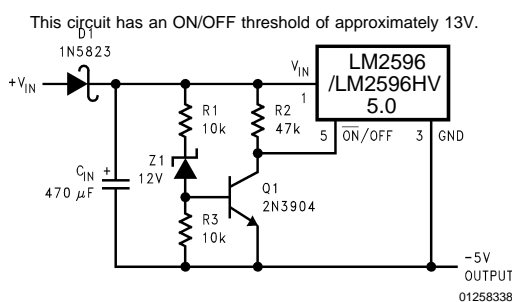 This circuit has an ON/OFF threshold of approximately 13V.
D1
1N5823
+VIN
VIN
1
LM2596
/LM2596HV
5.0
5
ON/OFF
3
GND
R1
10k
R2
47k
Z1
12V
CIN
+
470 µF
Q1
2N3904
R3
10k
−5V
OUTPUT
01258338